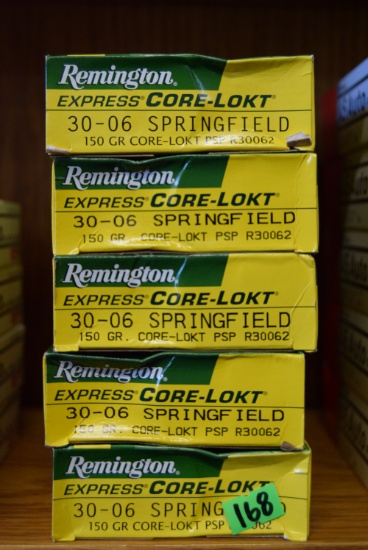 Remington
EXPRESS® CORE-LOKT®
30-06 SPRINGFIELD
150 GR CORE-LOKT PSP R30062
Remington
EXPRESS® CORE-LOKT®
30-06 SPRINGFIELD
150 GR. CORE-LOKT PSP R30062
Remington
EXPRESS® CORE-LOKT®
30-06 SPRINGFIELD
150 GR. CORE-LOKT PSP R30062
Remington
EXPRESS® CORE-LOKT®
30-06 SPRINGFIELD
150 GR. CORE-LOKT PSP R30062
Remington
EXPRESS® CORE-LOKT®
30-06 SPRING
168
150 GR CORE-LOKT PSP 062